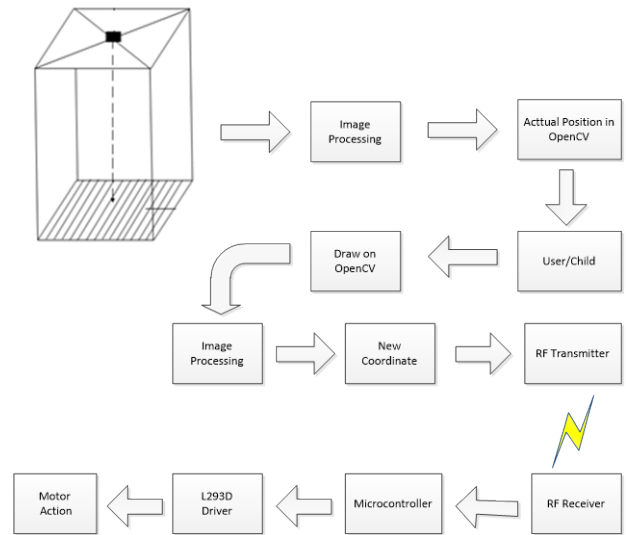 Image
Processing
Acttual Position in
OpenCV
User/Child
Draw on
OpenCV
Image
Processing
New
Coordinate
RF Transmitter
RF Receiver
Microcontroller
L293D
Driver
Motor
Action